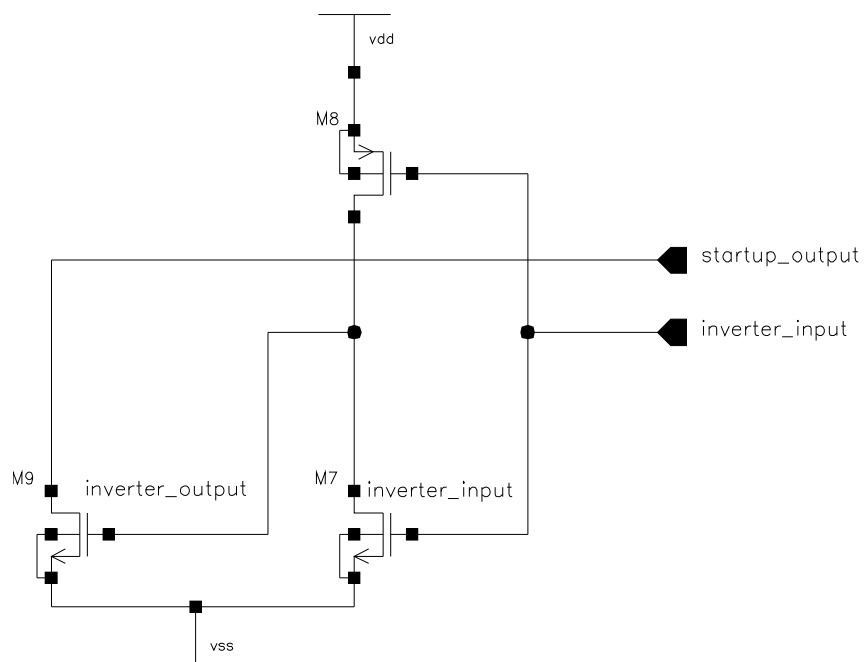 vdd
M8
startup_output
inverter_input
M9
inverter_output
M7
inverter_input
vss